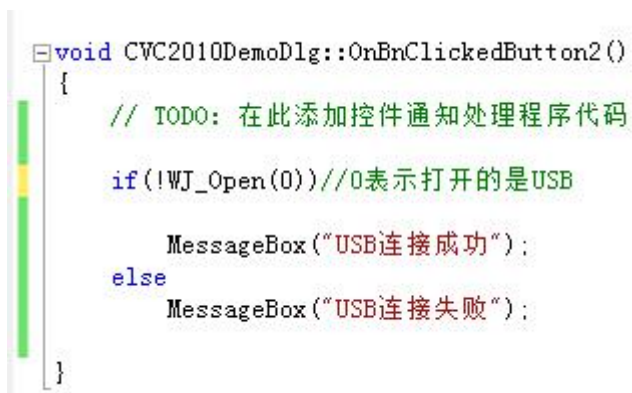 void CVC2010DemoDlg::OnBnClickedButton2()
{
// TODO: 在此添加控件通知处理程序代码
if(!WJ_Open(0))//0表示打开的是USB
MessageBox("USB连接成功");
else
MessageBox("USB连接失败");
}